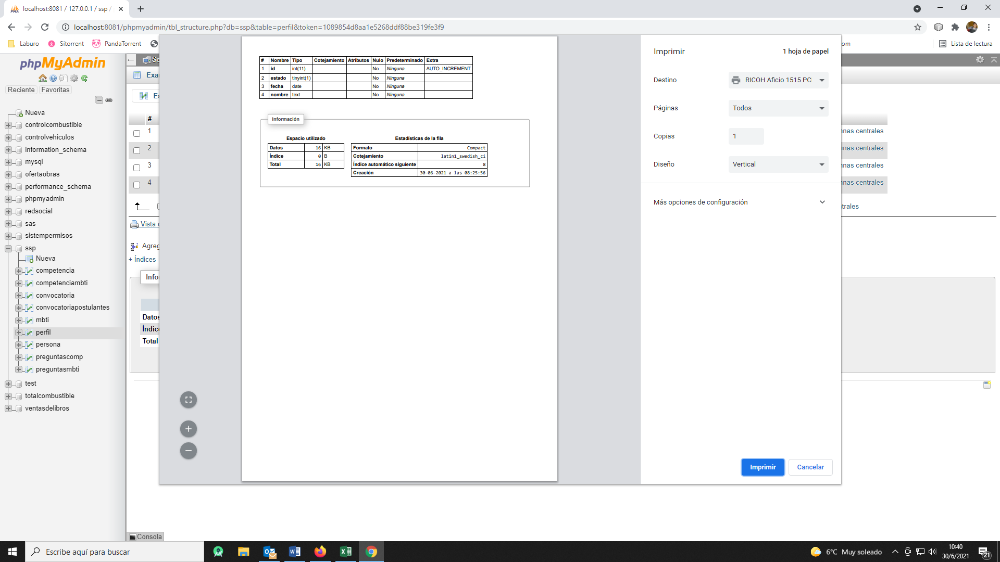 localhost:8081 / 127.0.0.1 / ssp /
localhost:8081/phpmyadmin/tbl_structure.php?db=ssp&table=perfil&token=1089854d8aa1e5268ddf88be319fe3f9
Laburo
Sitorrent
PandaTorrent
om
Lista de lectura
phpMyAdmin
Reciente
Favoritas
Nueva
controlcombustible
controlvehiculos
information_schema
mysql
ofertaobras
performance_schema
phpmyadmin
redsocial
sas
sistempermisos
ssp
Nueva
competencia
competenciambti
convocatoria
convocatoriapostulantes
mbti
perfil
persona
preguntascomp
preguntasmbti
test
totalcombustible
ventasdelibros
Se
Exa
Es
#
1
2
3
4
Vista
Agreg
+ Índices
Info
Datos
Índice
Total
Consola
# Nombre Tipo Cotejamiento Atributos Nulo Predeterminado Extra
1 id int(11) No Ninguna AUTO_INCREMENT
2 estado tinyint(1) No Ninguna
3 fecha date No Ninguna
4 nombre text No Ninguna
Información
Espacio utilizado
Datos 16 KB
Índice 0 B
Total 16 KB
Estadísticas de la fila
Formato Compact
Cotejamiento latin1_swedish_ci
Índice automático siguiente 8
Creación 30-06-2021 a las 08:25:56
Imprimir
1 hoja de papel
Destino
RICOH Aficio 1515 PC
Páginas
Todos
Copias
1
Diseño
Vertical
Más opciones de configuración
Imprimir
Cancelar
nnas centrales
nnas centrales
nnas centrales
nnas centrales
trales
Escribe aquí para buscar
6°C Muy soleado
10:40
30/6/2021
21